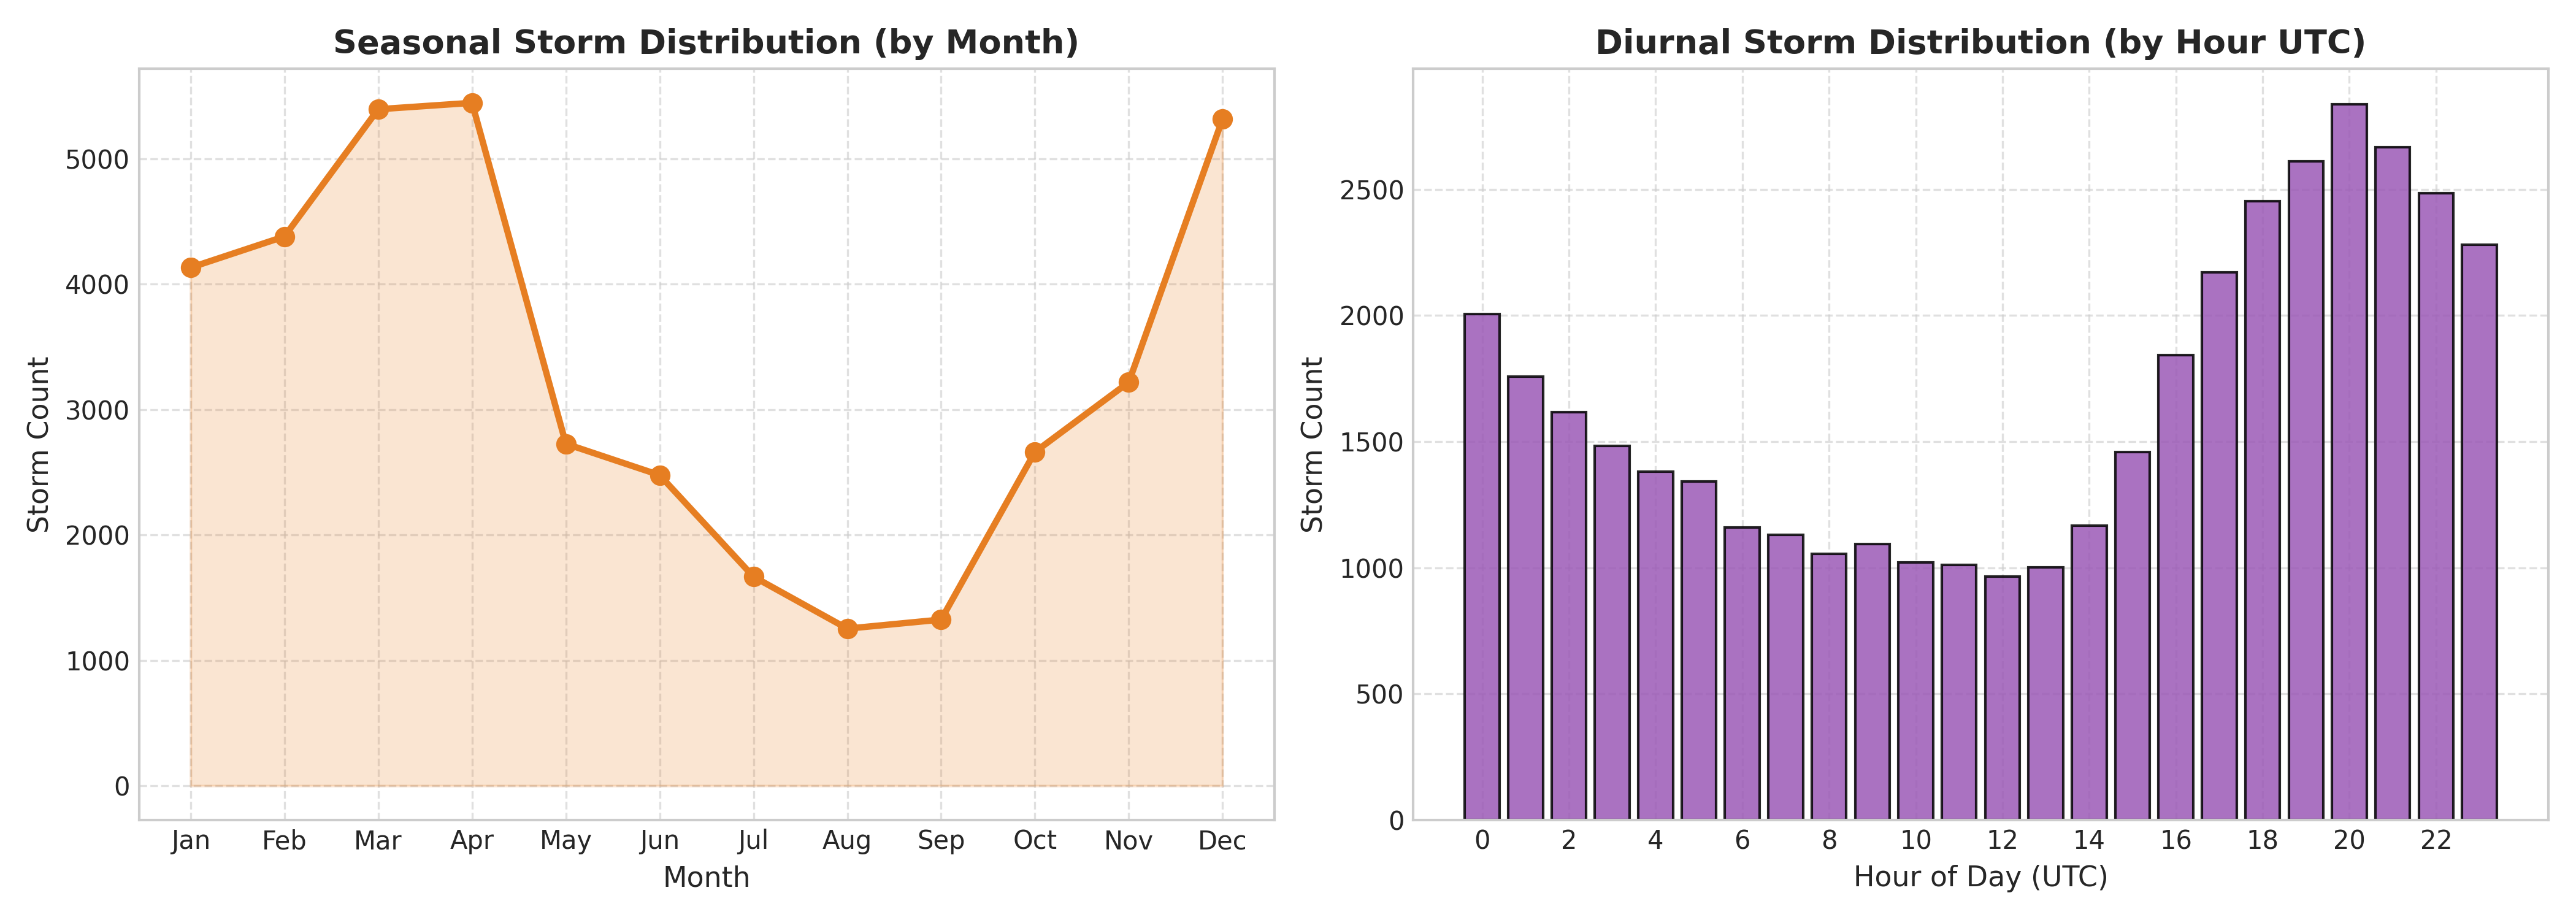 Seasonal Storm Distribution (by Month)
Storm Count
5000
4000
3000
2000
1000
0
Jan Feb Mar Apr May Jun Jul Aug Sep Oct Nov Dec
Month
Diurnal Storm Distribution (by Hour UTC)
Storm Count
2500
2000
1500
1000
500
0
0 2 4 6 8 10 12 14 16 18 20 22
Hour of Day (UTC)